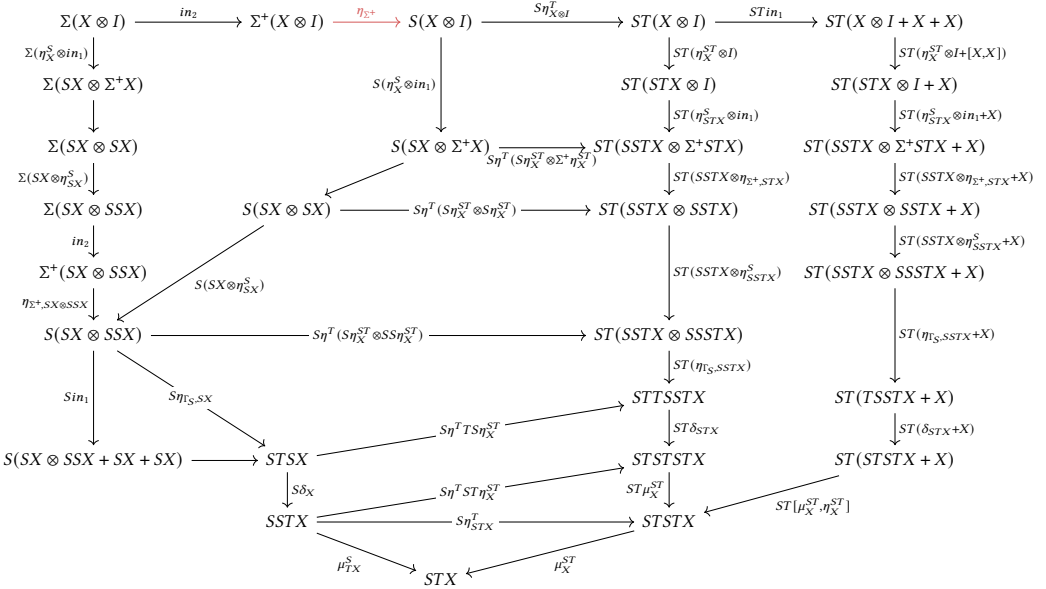 Σ(X ⊗ I) in₂ Σ⁺(X ⊗ I) η_{Σ⁺} S(X ⊗ I) Sη^T_{X⊗I} ST(X ⊗ I) STin₁ ST(X ⊗ I + X + X)
Σ(η^S_X⊗in₁) S(η^S_X⊗in₁) ST(η^{ST}_X⊗I) ST(η^{ST}_X⊗I+[X,X])
Σ(SX ⊗ Σ⁺X) ST(STX ⊗ I) ST(STX ⊗ I + X)
ST(η^S_{STX}⊗in₁) ST(η^S_{STX}⊗in₁+X)
Σ(SX ⊗ SX) S(SX ⊗ Σ⁺X) Sη^T(Sη^{ST}_X⊗Σ⁺η^{ST}_X) ST(SSTX ⊗ Σ⁺STX) ST(SSTX ⊗ Σ⁺STX + X)
Σ(SX⊗η^S_{SX}) ST(SSTX⊗η_{Σ⁺,STX}) ST(SSTX⊗η_{Σ⁺,STX}+X)
Σ(SX ⊗ SSX) S(SX ⊗ SX) Sη^T(Sη^{ST}_X⊗Sη^{ST}_X) ST(SSTX ⊗ SSTX) ST(SSTX ⊗ SSTX + X)
in₂ ST(SSTX⊗η^S_{SSTX}+X)
Σ⁺(SX ⊗ SSX) S(SX⊗η^S_{SX}) ST(SSTX⊗η^S_{SSTX}) ST(SSTX ⊗ SSSTX + X)
η_{Σ⁺,SX⊗SSX}
S(SX ⊗ SSX) Sη^T(Sη^{ST}_X⊗SSη^{ST}_X) ST(SSTX ⊗ SSSTX) ST(η_{Γ_S,SSTX}+X)
ST(η_{Γ_S,SSTX})
Sin₁ Sη_{Γ_S,SX} STTSSTX ST(TSSTX + X)
Sη^TTSη^{ST}_X STδ_{STX} ST(δ_{STX}+X)
S(SX ⊗ SSX + SX + SX) STSX STSTSTX ST(STSTX + X)
Sδ_X Sη^TSTη^{ST}_X STμ^{ST}_X ST[μ^{ST}_X,η^{ST}_X]
SSTX Sη^T_{STX} STSTX
μ^S_{TX} μ^{ST}_X
STX